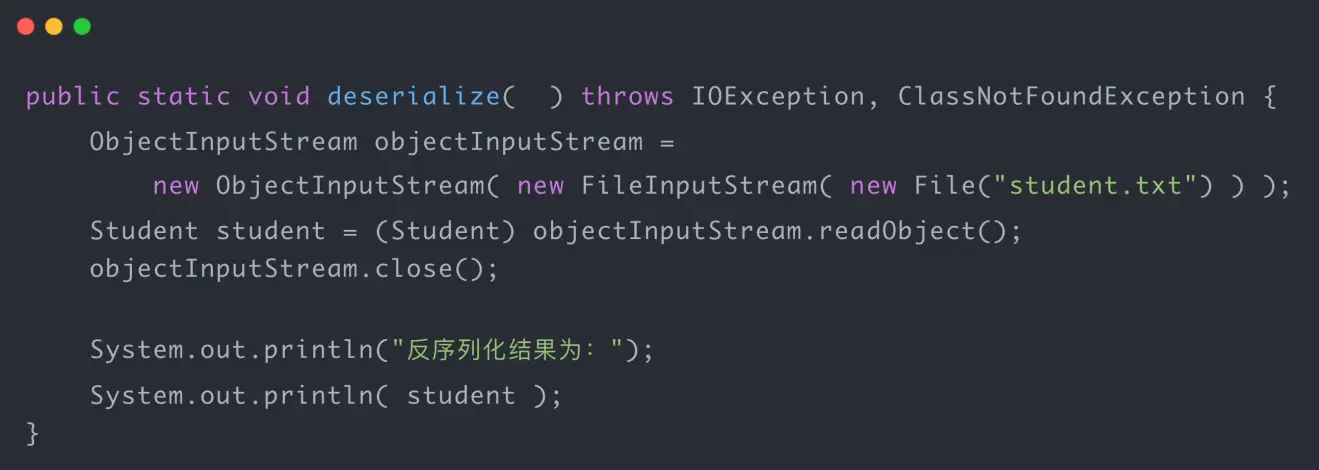 public static void deserialize(  ) throws IOException, ClassNotFoundException {
    ObjectInputStream objectInputStream =
        new ObjectInputStream( new FileInputStream( new File("student.txt") ) );
    Student student = (Student) objectInputStream.readObject();
    objectInputStream.close();

    System.out.println("反序列化结果为：");
    System.out.println( student );
}